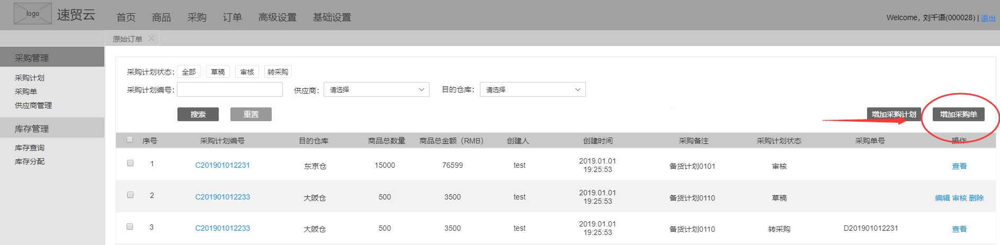 logo 速贸云 首页 商品 采购 订单 高级设置 基础设置 Welcome, 刘千语(000028) | 退出
原始订单
采购管理
采购计划
采购单
供应商管理
库存管理
库存查询
库存分配
采购计划状态: 全部 草稿 审核 转采购
采购计划编号: 供应商: 请选择 目的仓库: 请选择
搜索 重置 增加采购计划 增加采购单
序号 采购计划编号 目的仓库 商品总数量 商品总金额（RMB） 创建人 创建时间 采购备注 采购计划状态 采购单号 操作
1 C201901012231 东京仓 15000 76599 test 2019.01.01 19:25:53 备货计划0101 审核 查看
2 C201901012233 大阪仓 500 3500 test 2019.01.01 19:25:53 备货计划0110 草稿 编辑 审核 删除
3 C201901012233 大阪仓 500 3500 test 2019.01.01 19:25:53 备货计划0110 转采购 D201901012231 查看